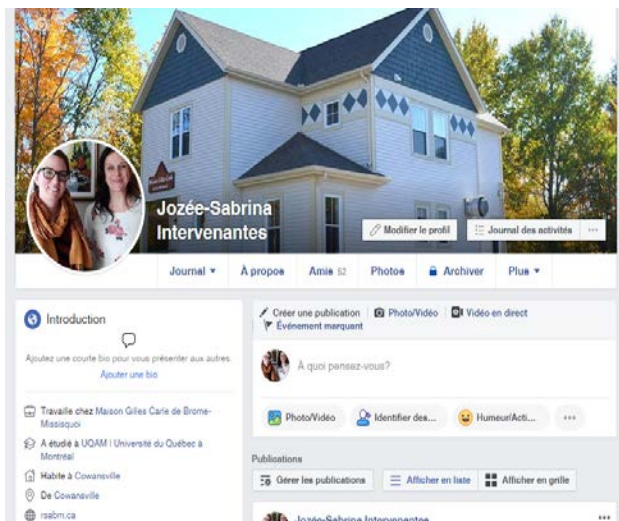 Jozée-Sabrina
Intervenantes
Modifier le profil
Journal des activités
Journal
À propos
Amis 52
Photos
Archiver
Plus
Introduction
Ajoutez une courte bio pour vous présenter aux autres.
Ajouter une bio
Travaille chez Maison Gilles Carle de Brome-
Missisquoi
A étudié à UQAM | Université du Québec à
Montréal
Habite à Cowansville
De Cowansville
rsabm.ca
Créer une publication
Photo/Vidéo
Vidéo en direct
Événement marquant
À quoi pensez-vous?
Photo/Vidéo
Identifier des...
Humeur/Acti...
Publications
Gérer les publications
Afficher en liste
Afficher en grille
Jozée-Sabrina Intervenantes